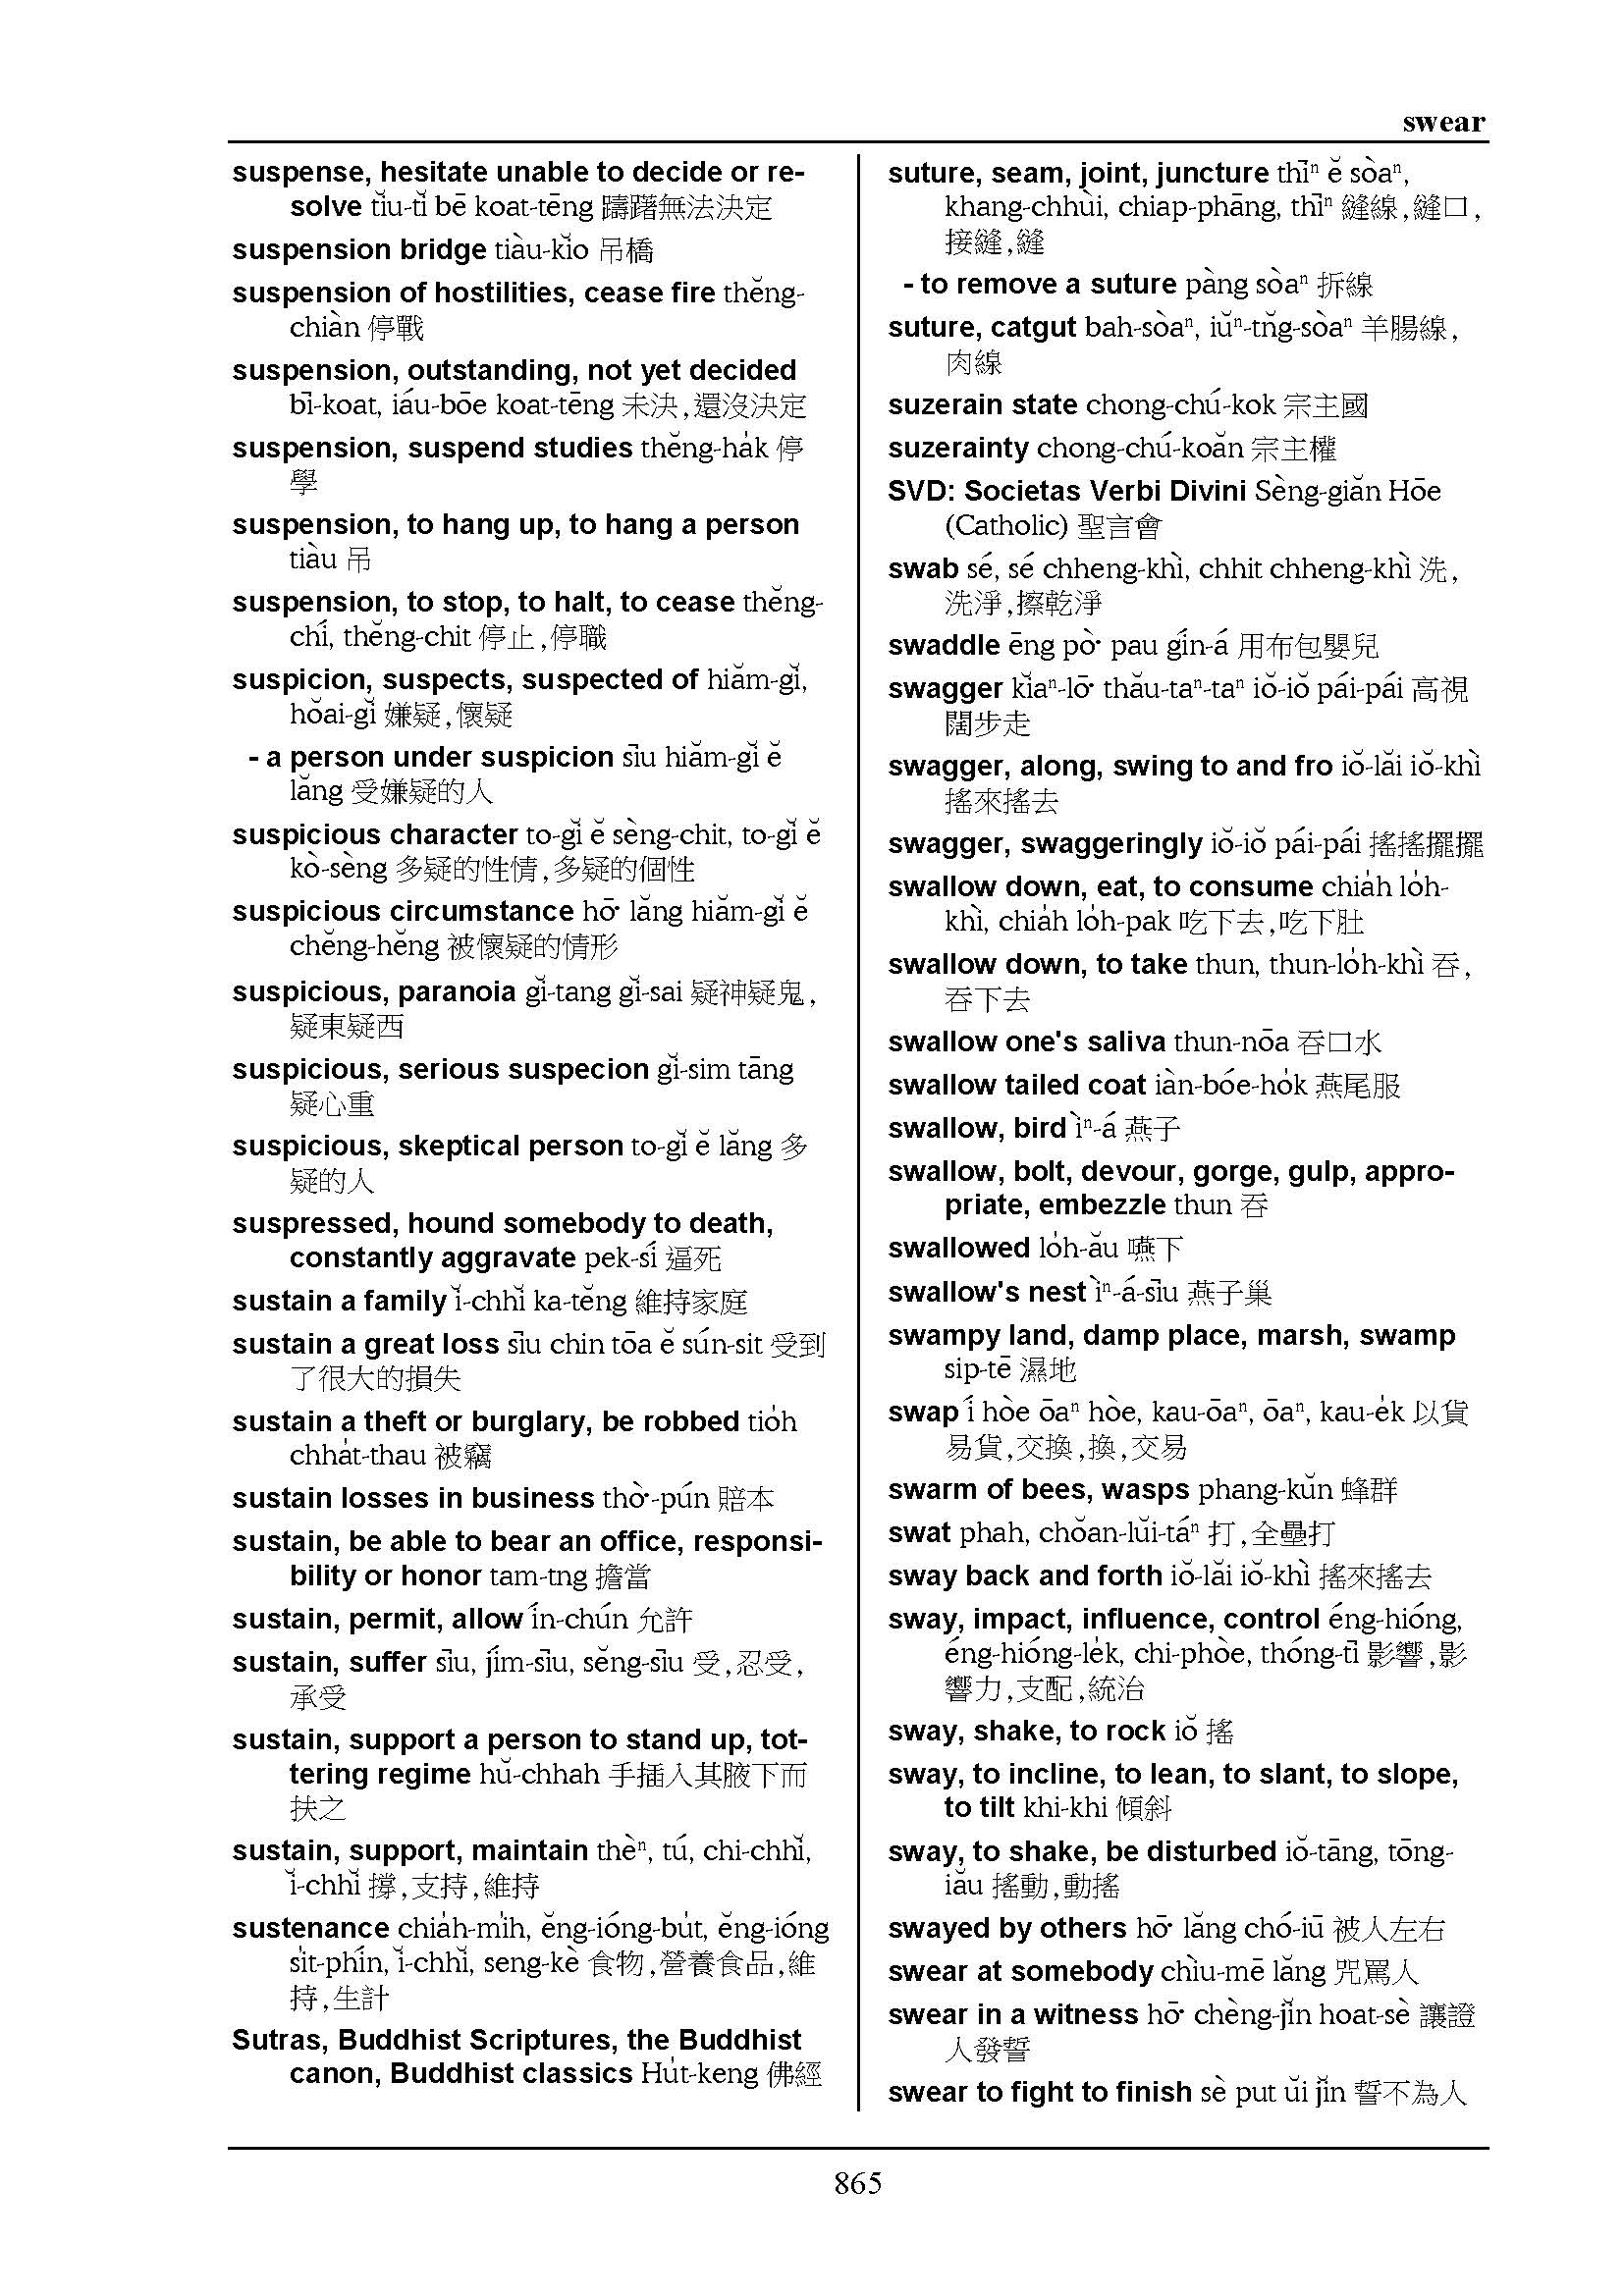 swear
suspense, hesitate unable to decide or re-
solve tĭu-tĭ bē koat-tēng 躊躇無法決定
suspension bridge tiàu-kĭo 吊橋
suspension of hostilities, cease fire thĕng-
chiàn 停戰
suspension, outstanding, not yet decided
bī-koat, iáu-bōe koat-tēng 未決,還沒決定
suspension, suspend studies thĕng-ha̍k 停
學
suspension, to hang up, to hang a person
tiàu 吊
suspension, to stop, to halt, to cease thĕng-
chí, thĕng-chit 停止,停職
suspicion, suspects, suspected of hiăm-gĭ,
hŏai-gĭ 嫌疑,懷疑
- a person under suspicion sīu hiăm-gĭ ĕ
lăng 受嫌疑的人
suspicious character to-gĭ ĕ sèng-chit, to-gĭ ĕ
kò-sèng 多疑的性情,多疑的個性
suspicious circumstance hō͘ lăng hiăm-gĭ ĕ
chĕng-hĕng 被懷疑的情形
suspicious, paranoia gĭ-tang gĭ-sai 疑神疑鬼,
疑東疑西
suspicious, serious suspecion gĭ-sim tāng
疑心重
suspicious, skeptical person to-gĭ ĕ lăng 多
疑的人
suspressed, hound somebody to death,
constantly aggravate pek-sí 逼死
sustain a family ĭ-chhĭ ka-tĕng 維持家庭
sustain a great loss sīu chin tōa ĕ sún-sit 受到
了很大的損失
sustain a theft or burglary, be robbed tio̍h
chha̍t-thau 被竊
sustain losses in business thò͘-pún 賠本
sustain, be able to bear an office, responsi-
bility or honor tam-tng 擔當
sustain, permit, allow ín-chún 允許
sustain, suffer sīu, jím-sīu, sĕng-sīu 受,忍受,
承受
sustain, support a person to stand up, tot-
tering regime hŭ-chhah 手插入其腋下而
扶之
sustain, support, maintain thèⁿ, tú, chi-chhĭ,
ĭ-chhĭ 撐,支持,維持
sustenance chia̍h-mi̍h, ĕng-ióng-bu̍t, ĕng-ióng
si̍t-phín, ĭ-chhĭ, seng-kè 食物,營養食品,維
持,生計
Sutras, Buddhist Scriptures, the Buddhist
canon, Buddhist classics Hu̍t-keng 佛經
suture, seam, joint, juncture thīⁿ ĕ sòaⁿ,
khang-chhùi, chiap-phāng, thīⁿ 縫線,縫口,
接縫,縫
- to remove a suture pàng sòaⁿ 拆線
suture, catgut bah-sòaⁿ, iŭⁿ-tn̆g-sòaⁿ 羊腸線,
肉線
suzerain state chong-chú-kok 宗主國
suzerainty chong-chú-koăn 宗主權
SVD: Societas Verbi Divini Sèng-giăn Hōe
(Catholic) 聖言會
swab sé, sé chheng-khì, chhit chheng-khì 洗,
洗淨,擦乾淨
swaddle ēng pò͘ pau gín-á 用布包嬰兒
swagger kĭaⁿ-lō͘ thău-taⁿ-taⁿ iŏ-iŏ pái-pái 高視
闊步走
swagger, along, swing to and fro iŏ-lăi iŏ-khì
搖來搖去
swagger, swaggeringly iŏ-iŏ pái-pái 搖搖擺擺
swallow down, eat, to consume chia̍h lo̍h-
khì, chia̍h lo̍h-pak 吃下去,吃下肚
swallow down, to take thun, thun-lo̍h-khì 吞,
吞下去
swallow one's saliva thun-nōa 吞口水
swallow tailed coat iàn-bóe-ho̍k 燕尾服
swallow, bird ìⁿ-á 燕子
swallow, bolt, devour, gorge, gulp, appro-
priate, embezzle thun 吞
swallowed lo̍h-ău 嚥下
swallow's nest ìⁿ-á-sīu 燕子巢
swampy land, damp place, marsh, swamp
sip-tē 濕地
swap í hòe ōaⁿ hòe, kau-ōaⁿ, ōaⁿ, kau-e̍k 以貨
易貨,交換,換,交易
swarm of bees, wasps phang-kŭn 蜂群
swat phah, chŏan-lŭi-táⁿ 打,全壘打
sway back and forth iŏ-lăi iŏ-khì 搖來搖去
sway, impact, influence, control éng-hióng,
éng-hióng-le̍k, chi-phòe, thóng-tī 影響,影
響力,支配,統治
sway, shake, to rock iŏ 搖
sway, to incline, to lean, to slant, to slope,
to tilt khi-khi 傾斜
sway, to shake, be disturbed iŏ-tāng, tōng-
iău 搖動,動搖
swayed by others hō͘ lăng chó-iū 被人左右
swear at somebody chìu-mē lăng 咒罵人
swear in a witness hō͘ chèng-jĭn hoat-sè 讓證
人發誓
swear to fight to finish sè put ŭi jĭn 誓不為人
865